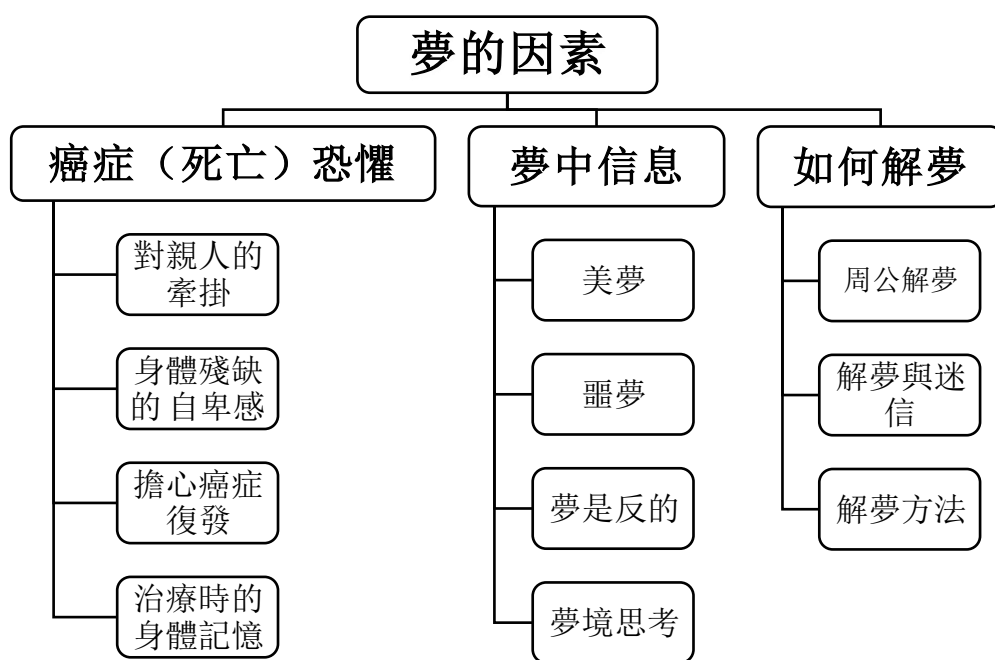 夢的因素
癌症（死亡）恐懼
對親人的
牽掛
身體殘缺
的 自卑感
擔心癌症
復發
治療時的
身體記憶
夢中信息
美夢
噩夢
夢是反的
夢境思考
如何解夢
周公解夢
解夢與迷
信
解夢方法